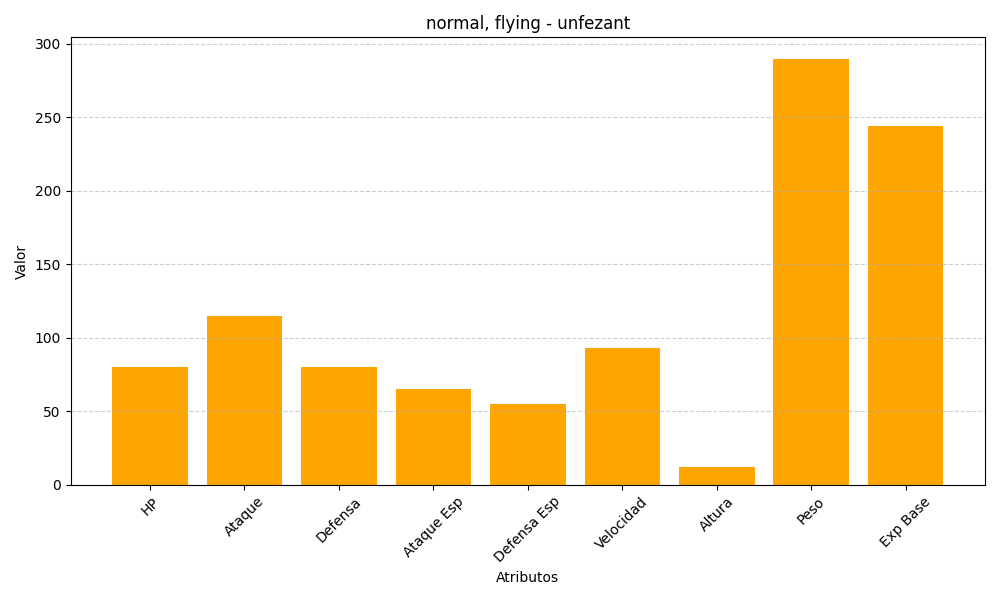 normal, flying - unfezant
Valor
300
250
200
150
100
50
0
HP
Ataque
Defensa
Ataque Esp
Defensa Esp
Velocidad
Altura
Peso
Exp Base
Atributos